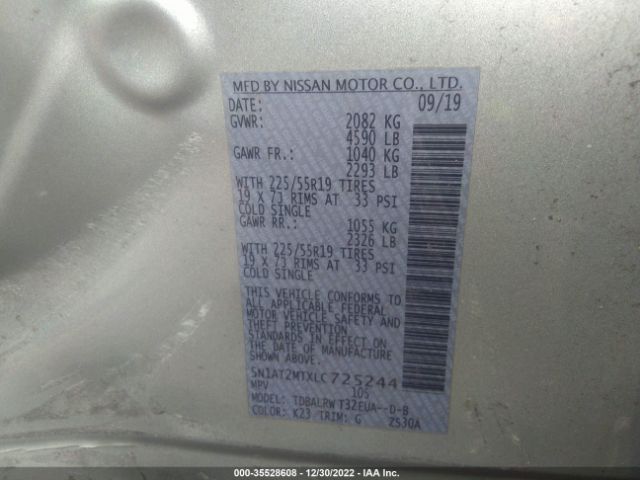 MFD BY NISSAN MOTOR CO., LTD.
DATE: 09/19
GVWR: 2082 KG
4590 LB
GAWR FR.: 1040 KG
2293 LB
WITH 225/55R19 TIRES
19 X 7J RIMS AT 33 PSI
COLD SINGLE
GAWR RR.: 1055 KG
2326 LB
WITH 225/55R19 TIRES
19 X 7J RIMS AT 33 PSI
COLD SINGLE
THIS VEHICLE CONFORMS TO
ALL APPLICABLE FEDERAL
MOTOR VEHICLE SAFETY AND
THEFT PREVENTION
STANDARDS IN EFFECT ON
THE DATE OF MANUFACTURE
SHOWN ABOVE.
5N1AT2MTXLC725244
MPV 105
MODEL: TDBALRWT32EUA--D-B
COLOR: K23 TRIM: G ZS30A
000-35528608 - 12/30/2022 - IAA Inc.